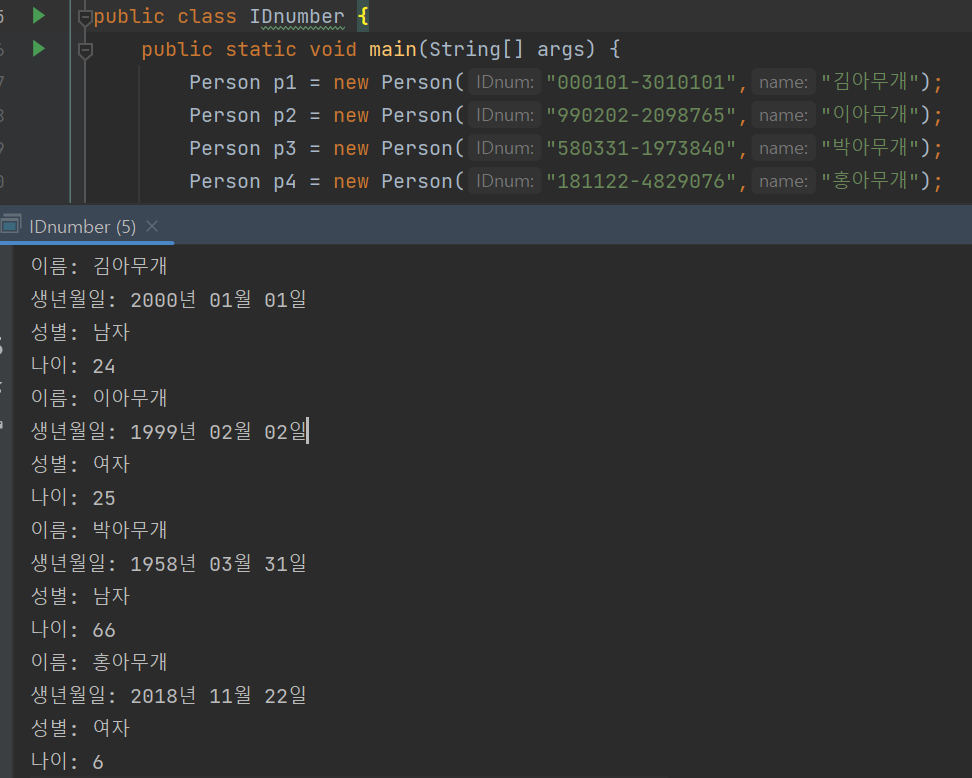 public class IDnumber {
public static void main(String[] args) {
Person p1 = new Person( IDnum: "000101-3010101", name: "김아무개");
Person p2 = new Person( IDnum: "990202-2098765", name: "이아무개");
Person p3 = new Person( IDnum: "580331-1973840", name: "박아무개");
Person p4 = new Person( IDnum: "181122-4829076", name: "홍아무개");
IDnumber (5) ×
이름: 김아무개
생년월일: 2000년 01월 01일
성별: 남자
나이: 24
이름: 이아무개
생년월일: 1999년 02월 02일
성별: 여자
나이: 25
이름: 박아무개
생년월일: 1958년 03월 31일
성별: 남자
나이: 66
이름: 홍아무개
생년월일: 2018년 11월 22일
성별: 여자
나이: 6